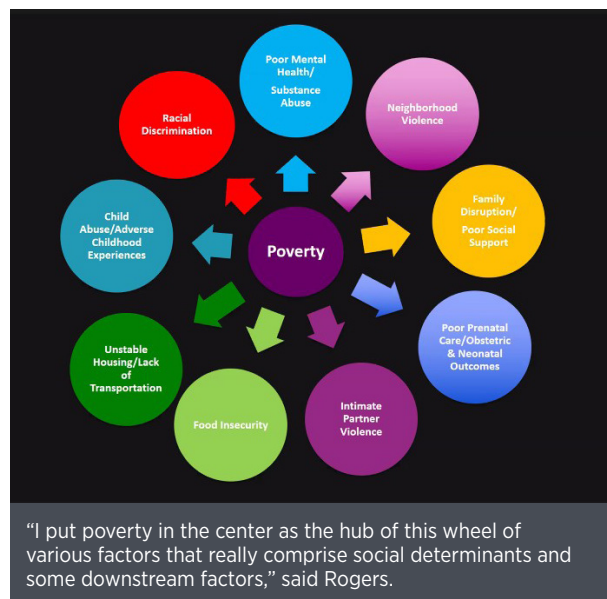 Poor Mental
Health/
Substance
Abuse
Neighborhood
Violence
Family
Disruption/
Poor Social
Support
Poor Prenatal
Care/Obstetric
& Neonatal
Outcomes
Intimate
Partner
Violence
Food Insecurity
Unstable
Housing/Lack
of
Transportation
Child
Abuse/Adverse
Childhood
Experiences
Racial
Discrimination
Poverty
“I put poverty in the center as the hub of this wheel of
various factors that really comprise social determinants and
some downstream factors,” said Rogers.